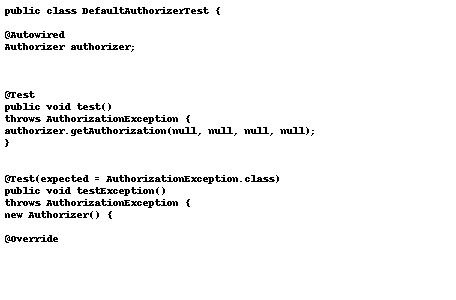 public class DefaultAuthorizerTest {
@Autowired
Authorizer authorizer;
@Test
public void test()
throws AuthorizationException {
authorizer.getAuthorization(null, null, null, null);
}
@Test(expected = AuthorizationException.class)
public void testException()
throws AuthorizationException {
new Authorizer() {
@Override